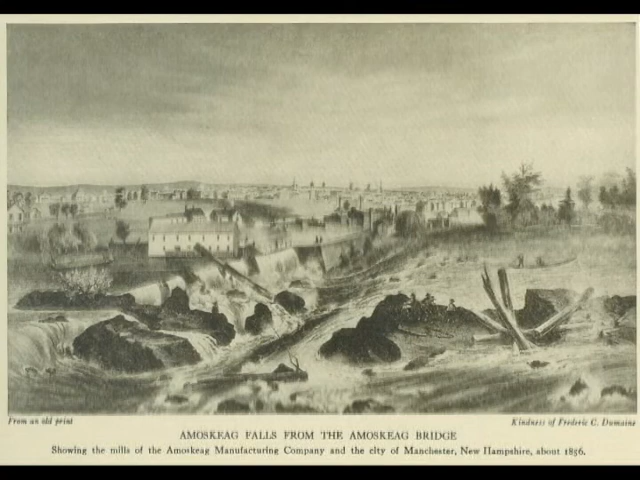 From an old print
Kindness of Frederic C. Dumaine
AMOSKEAG FALLS FROM THE AMOSKEAG BRIDGE
Showing the mills of the Amoskeag Manufacturing Company and the city of Manchester, New Hampshire, about 1856.